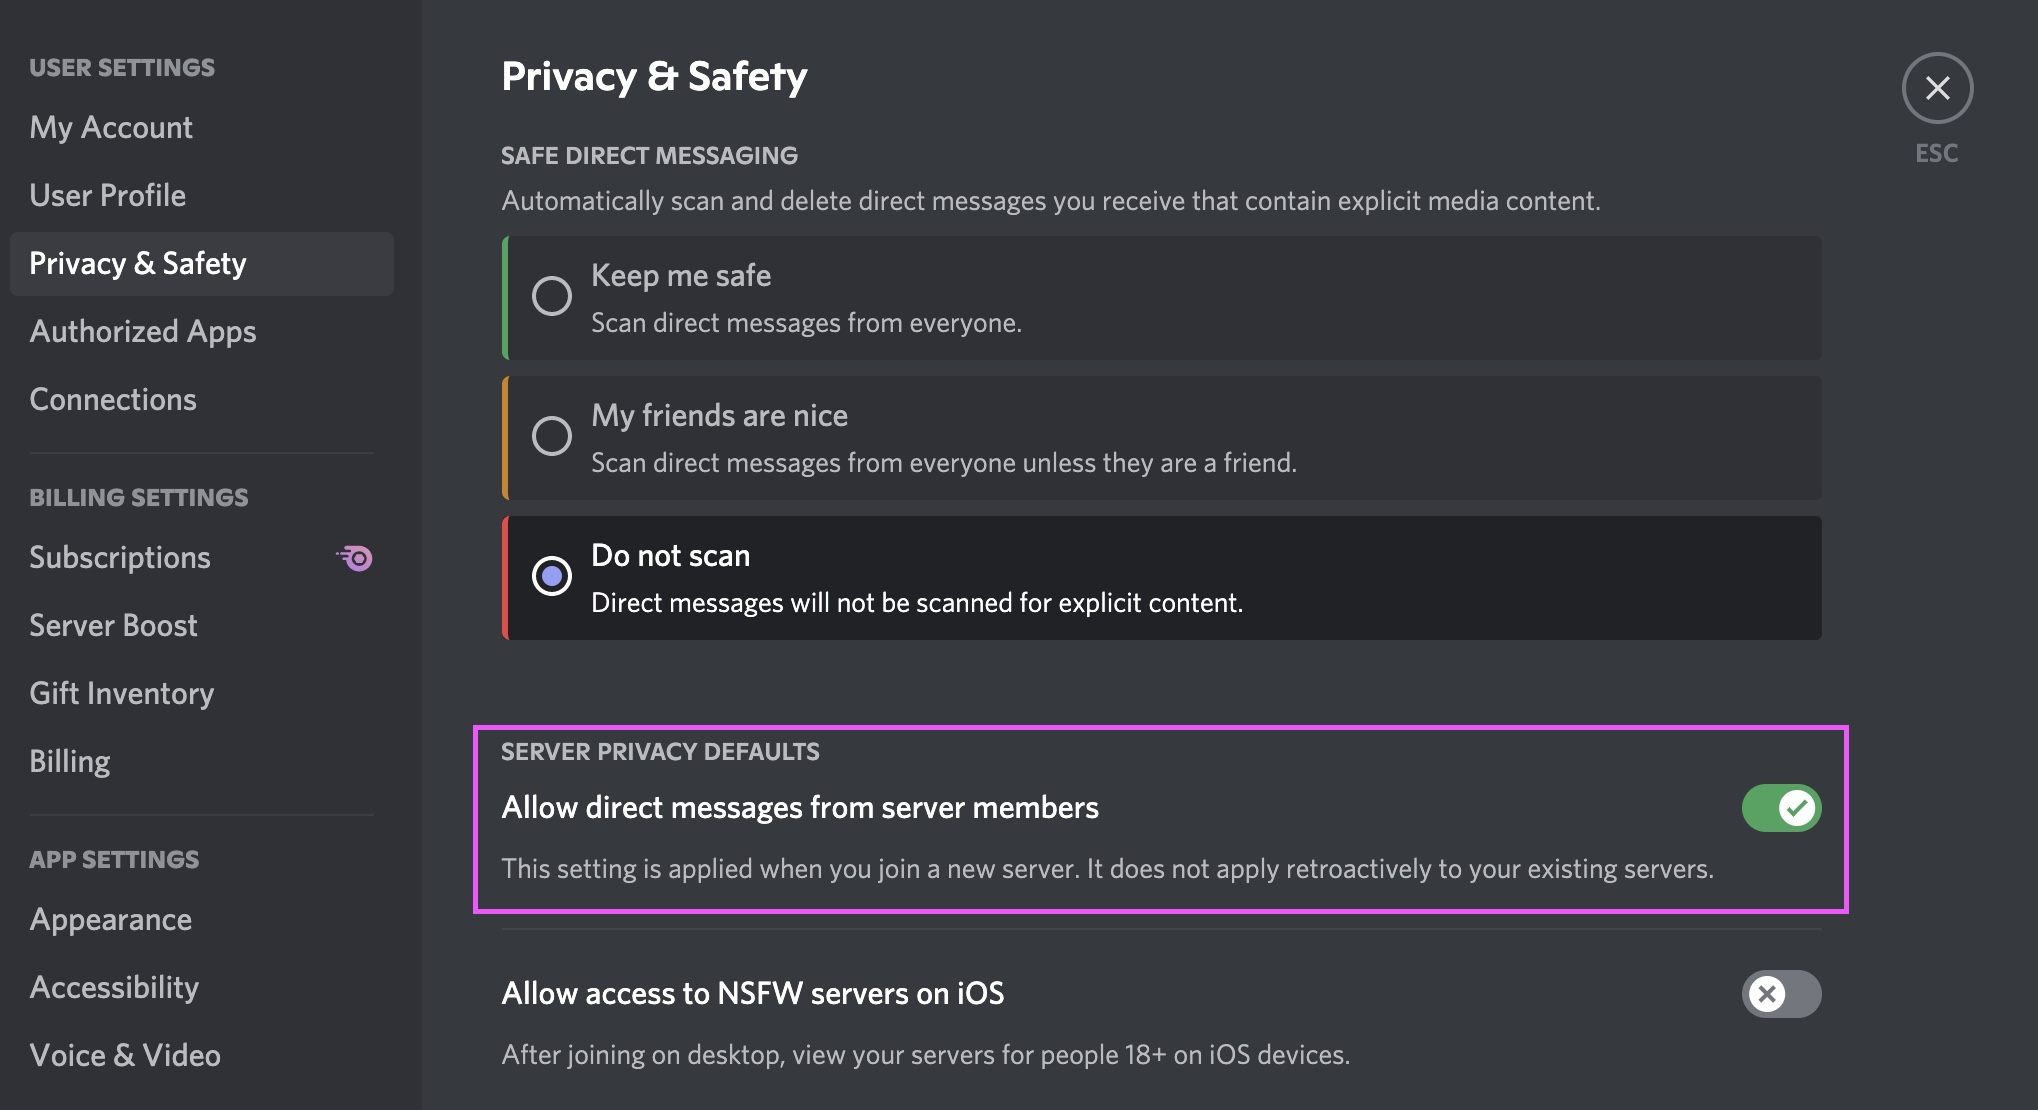 USER SETTINGS
My Account
User Profile
Privacy & Safety
Authorized Apps
Connections
BILLING SETTINGS
Subscriptions
Server Boost
Gift Inventory
Billing
APP SETTINGS
Appearance
Accessibility
Voice & Video
Privacy & Safety
SAFE DIRECT MESSAGING
Automatically scan and delete direct messages you receive that contain explicit media content.
Keep me safe
Scan direct messages from everyone.
My friends are nice
Scan direct messages from everyone unless they are a friend.
Do not scan
Direct messages will not be scanned for explicit content.
SERVER PRIVACY DEFAULTS
Allow direct messages from server members
This setting is applied when you join a new server. It does not apply retroactively to your existing servers.
Allow access to NSFW servers on iOS
After joining on desktop, view your servers for people 18+ on iOS devices.
ESC